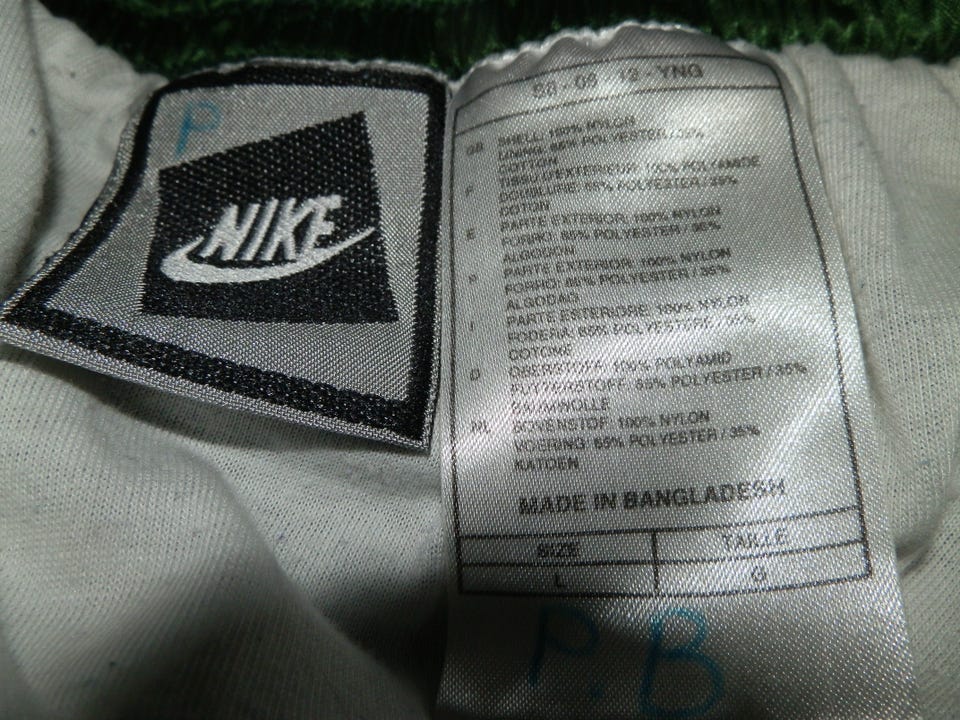 P
NIKE
12 - YNG
GB SHELL: 100% NYLON
LINING: 65% POLYESTER / 35%
COTTON
F TISSU EXTERIEUR: 100% POLYAMIDE
DOUBLURE: 65% POLYESTER / 35%
COTON
E PARTE EXTERIOR: 100% NYLON
FORRO: 65% POLYESTER / 35%
ALGODON
P PARTE EXTERIOR: 100% NYLON
FORRO: 65% POLYESTER / 35%
ALGODAO
I PARTE ESTERIORE: 100% NYLON
FODERA: 65% POLYESTER / 35%
COTONE
D OBERSTOFF: 100% POLYAMID
FUTTERSTOFF: 65% POLYESTER / 35%
BAUMWOLLE
NL BOVENSTOF: 100% NYLON
VOERING: 65% POLYESTER / 35%
KATOEN
MADE IN BANGLADESH
SIZE TAILLE
L G
P.B